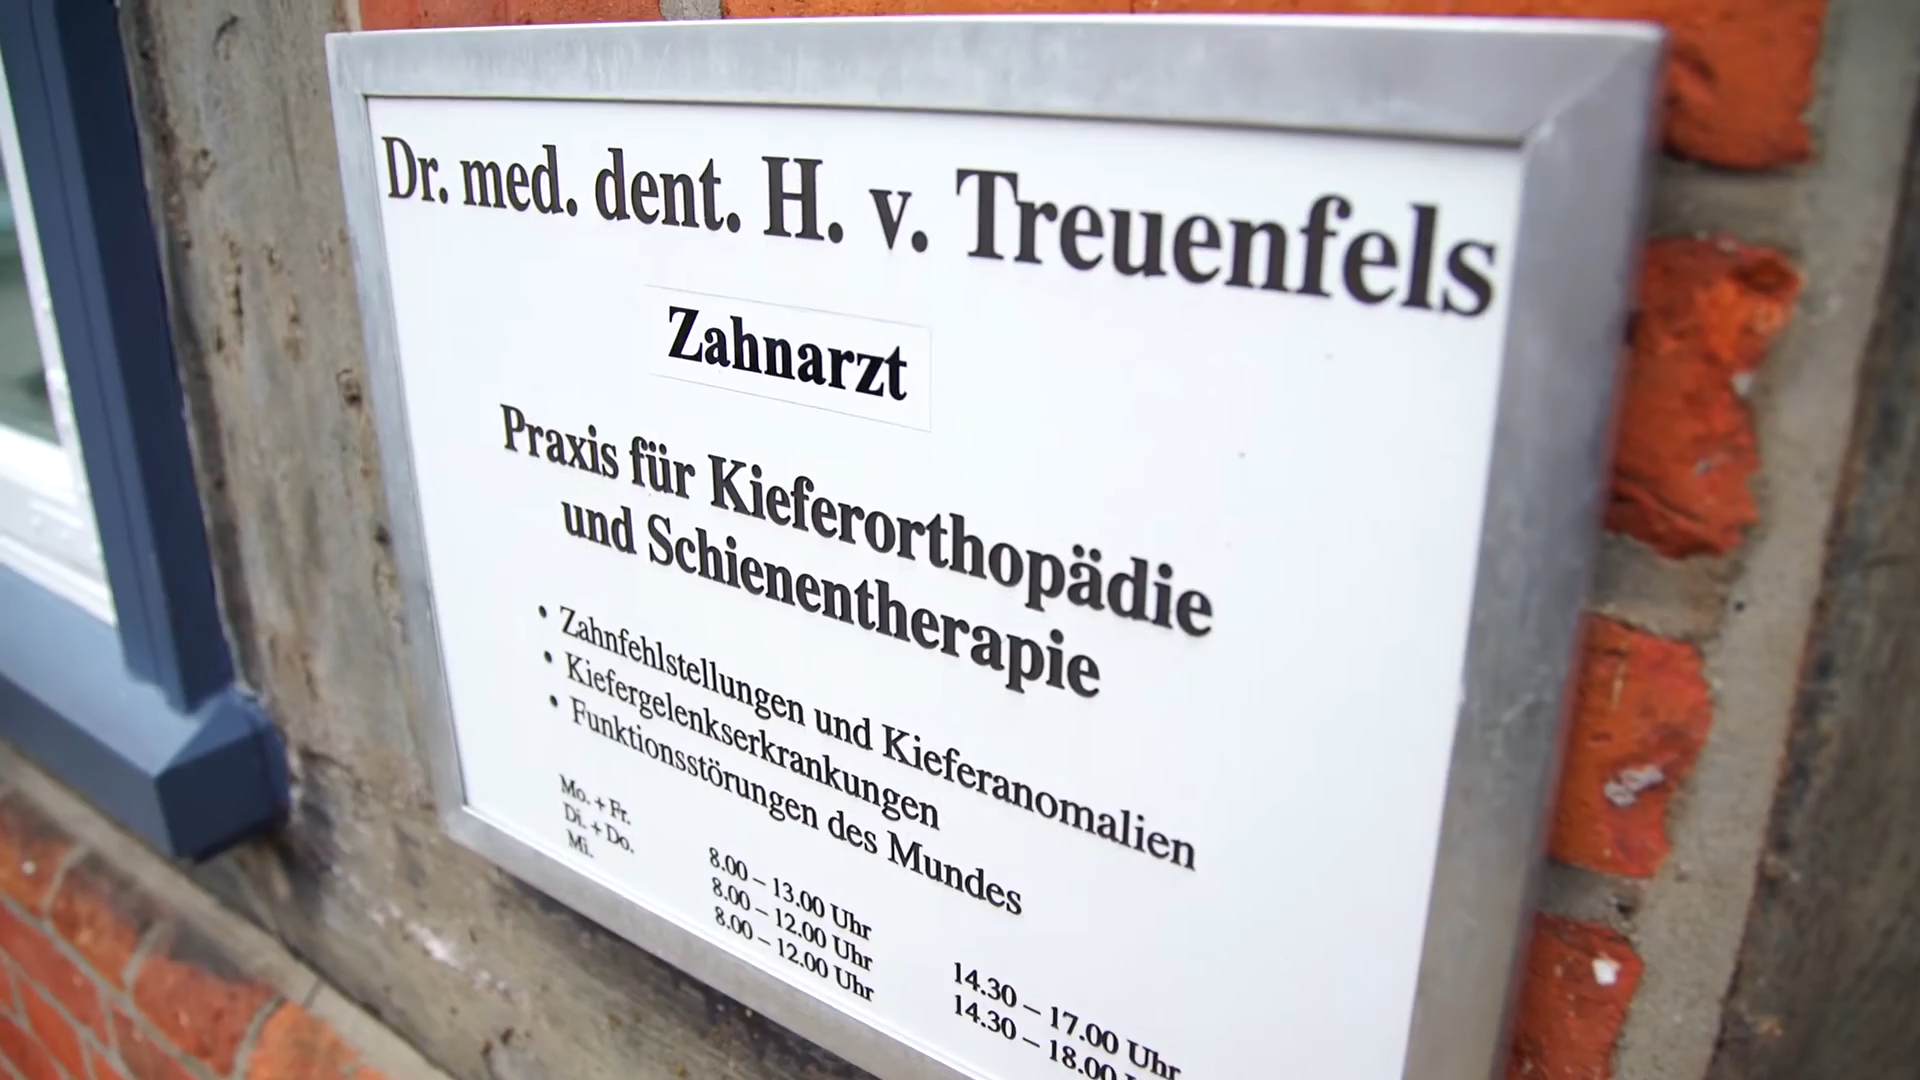 Dr. med. dent. H. v. Treuenfels
Zahnarzt
Praxis für Kieferorthopädie
und Schienentherapie
• Zahnfehlstellungen und Kieferanomalien
• Kiefergelenkserkrankungen
• Funktionsstörungen des Mundes
Mo. + Fr. 8.00 – 13.00 Uhr 14.30 – 17.00 Uhr
Di. + Do. 8.00 – 12.00 Uhr 14.30 – 18.00
Mi. 8.00 – 12.00 Uhr